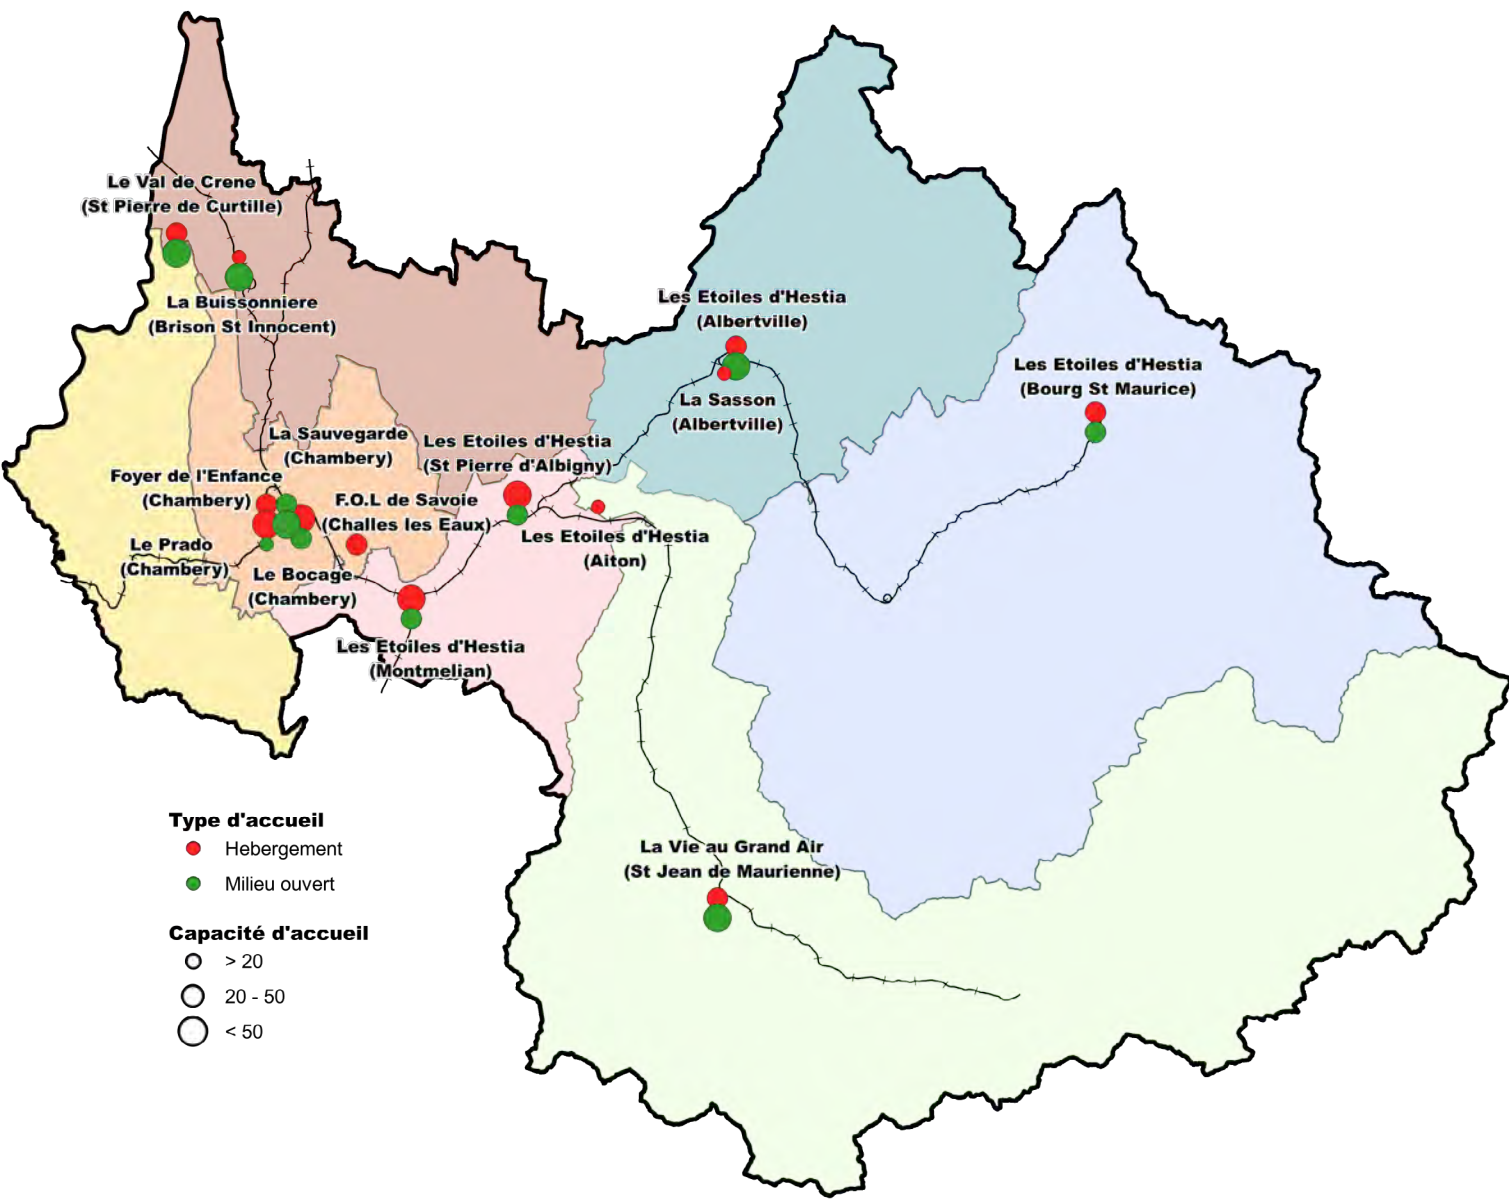 Le Val de Crene
(St Pierre de Curtille)
La Buissonniere
(Brison St Innocent)
Les Etoiles d'Hestia
(Albertville)
La Sasson
(Albertville)
Les Etoiles d'Hestia
(Bourg St Maurice)
La Sauvegarde
(Chambery)
Les Etoiles d'Hestia
(St Pierre d'Albigny)
Foyer de l'Enfance
(Chambery)
F.O.L de Savoie
(Challes les Eaux)
Le Prado
(Chambery)
Le Bocage
(Chambery)
Les Etoiles d'Hestia
(Aiton)
Les Etoiles d'Hestia
(Montmelian)
La Vie au Grand Air
(St Jean de Maurienne)
Type d'accueil
Hebergement
Milieu ouvert
Capacité d'accueil
> 20
20 - 50
< 50